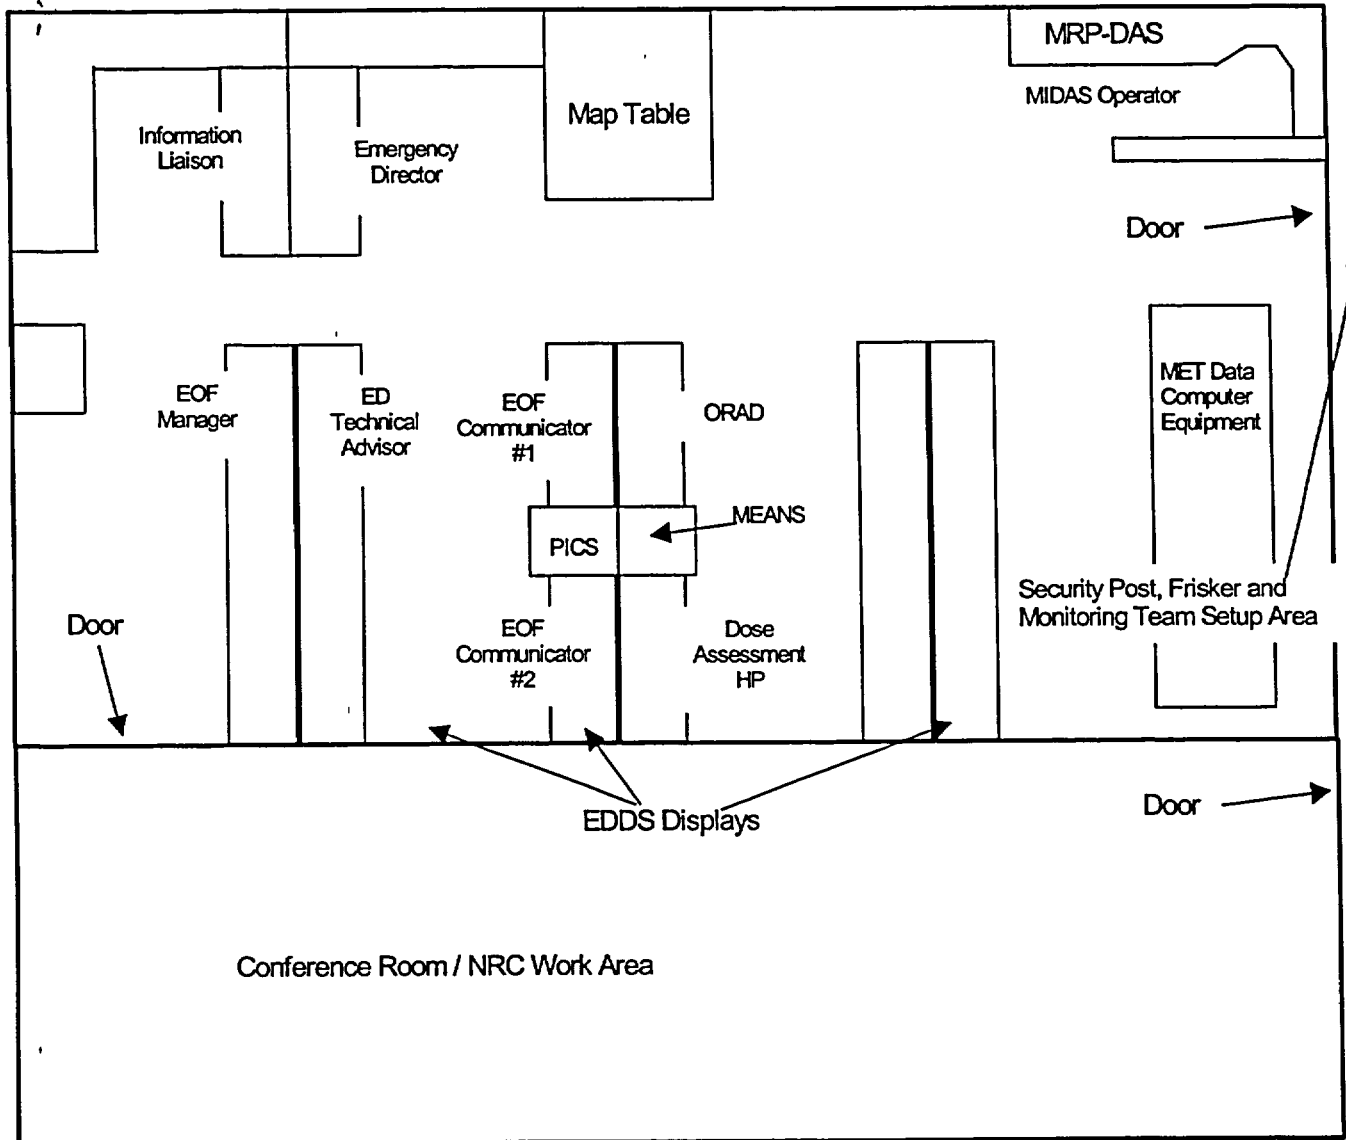 MRP-DAS
MIDAS Operator
Map Table
Information
Liaison
Emergency
Director
Door
EOF
Manager
ED
Technical
Advisor
EOF
Communicator
#1
ORAD
MET Data
Computer
Equipment
MEANS
PICS
Security Post, Frisker and
Monitoring Team Setup Area
Door
EOF
Communicator
#2
Dose
Assessment
HP
EDDS Displays
Door
Conference Room / NRC Work Area